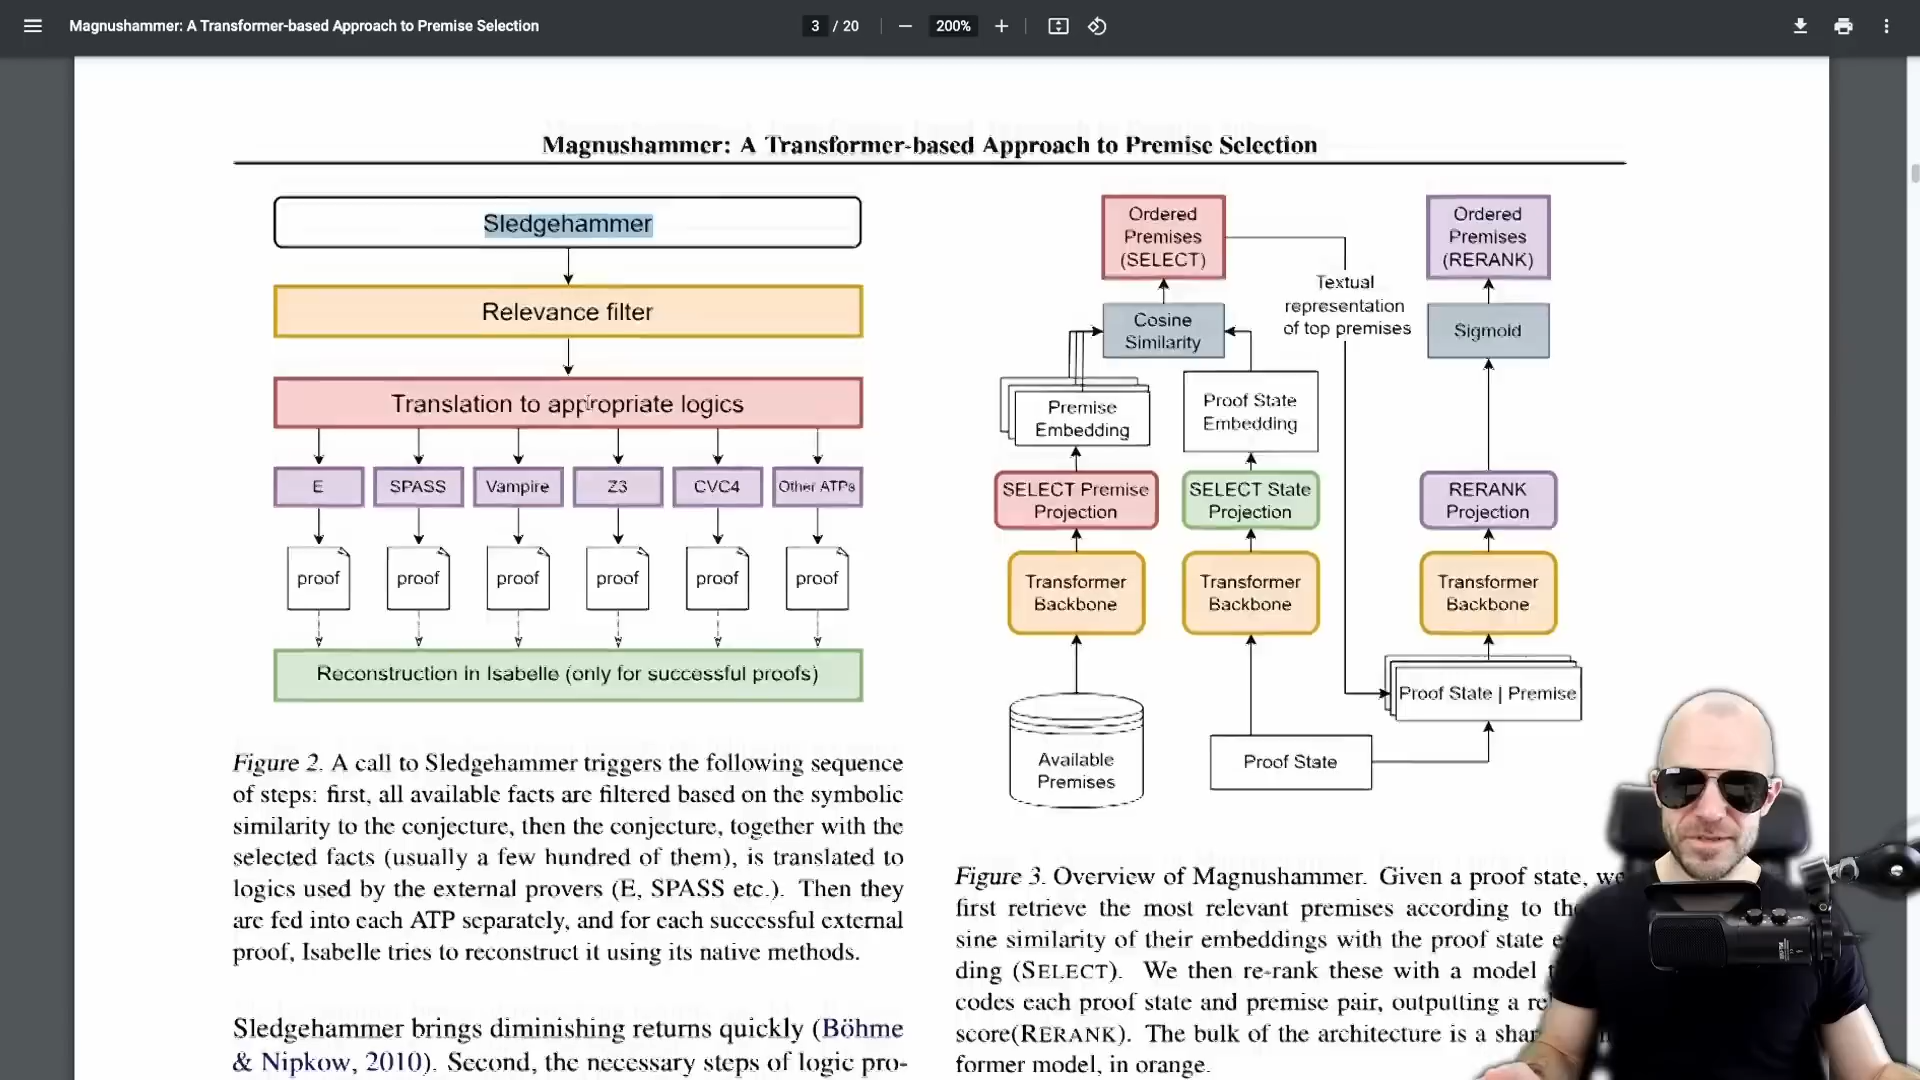 Magnushammer: A Transformer-based Approach to Premise Selection
3 / 20
200%
Magnushammer: A Transformer-based Approach to Premise Selection
Sledgehammer
Relevance filter
Translation to appropriate logics
E
SPASS
Vampire
Z3
CVC4
Other ATPs
proof
proof
proof
proof
proof
proof
Reconstruction in Isabelle (only for successful proofs)
Figure 2. A call to Sledgehammer triggers the following sequence
of steps: first, all available facts are filtered based on the symbolic
similarity to the conjecture, then the conjecture, together with the
selected facts (usually a few hundred of them), is translated to
logics used by the external provers (E, SPASS etc.). Then they
are fed into each ATP separately, and for each successful external
proof, Isabelle tries to reconstruct it using its native methods.
Sledgehammer brings diminishing returns quickly (Böhme
& Nipkow, 2010). Second, the necessary steps of logic pro-
Ordered
Premises
(SELECT)
Ordered
Premises
(RERANK)
Textual
representation
of top premises
Cosine
Similarity
Sigmoid
Premise
Embedding
Proof State
Embedding
SELECT Premise
Projection
SELECT State
Projection
RERANK
Projection
Transformer
Backbone
Transformer
Backbone
Transformer
Backbone
Proof State | Premise
Available
Premises
Proof State
Figure 3. Overview of Magnushammer. Given a proof state, we
first retrieve the most relevant premises according to the
sine similarity of their embeddings with the proof state e
ding (SELECT). We then re-rank these with a model
codes each proof state and premise pair, outputting a re
score(RERANK). The bulk of the architecture is a shar
former model, in orange.